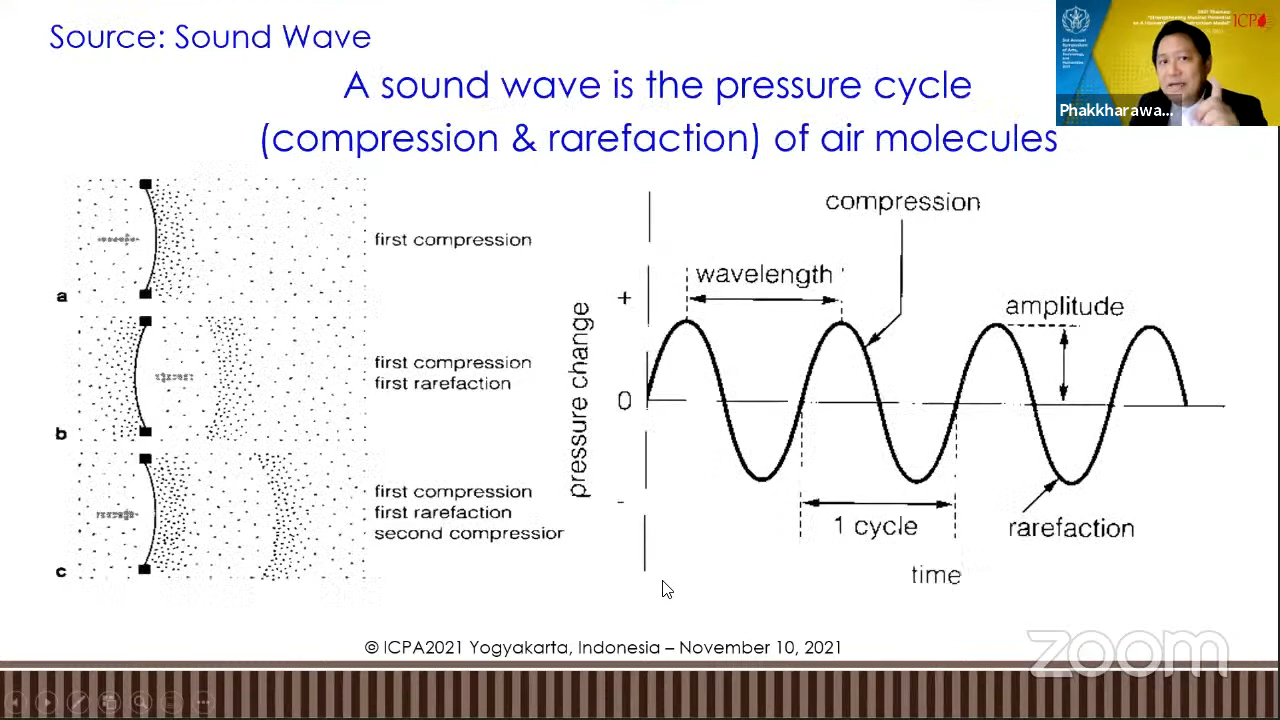 Source: Sound Wave
A sound wave is the pressure cycle
(compression & rarefaction) of air molecules
Phakkharawa...
ICPA
first compression
a
first compression
first rarefaction
b
first compression
first rarefaction
second compressior
c
compression
wavelength
amplitude
+
0
-
pressure change
1 cycle
rarefaction
time
© ICPA2021 Yogyakarta, Indonesia – November 10, 2021
zoom